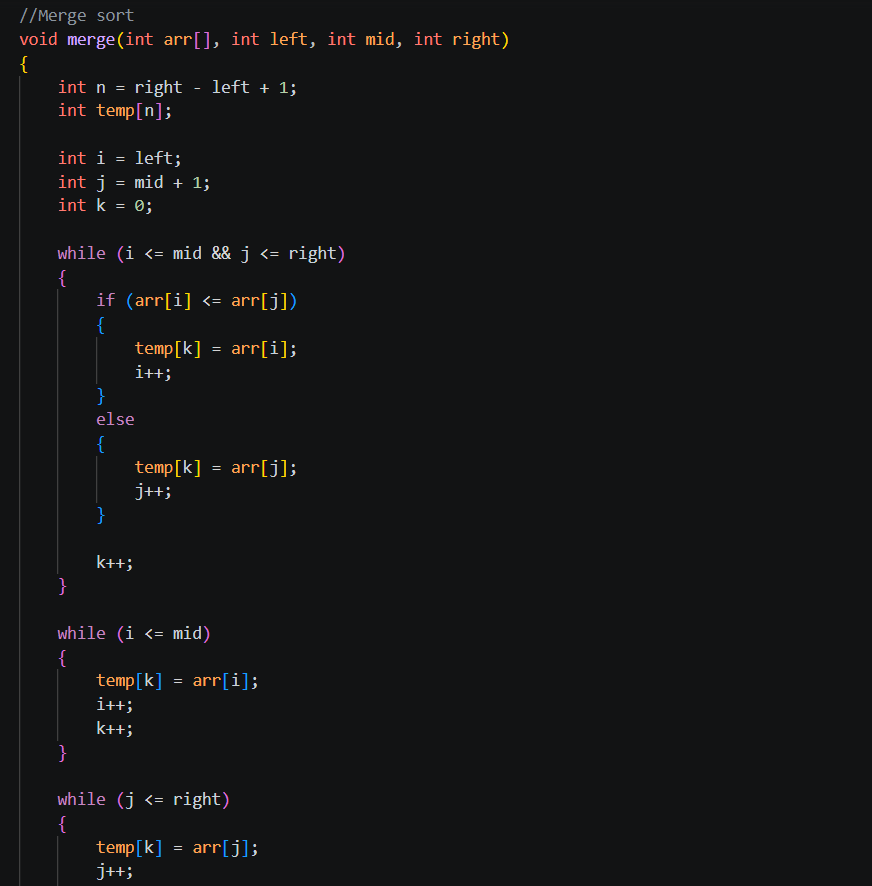 //Merge sort
void merge(int arr[], int left, int mid, int right)
{
    int n = right - left + 1;
    int temp[n];

    int i = left;
    int j = mid + 1;
    int k = 0;

    while (i <= mid && j <= right)
    {
        if (arr[i] <= arr[j])
        {
            temp[k] = arr[i];
            i++;
        }
        else
        {
            temp[k] = arr[j];
            j++;
        }

        k++;
    }

    while (i <= mid)
    {
        temp[k] = arr[i];
        i++;
        k++;
    }

    while (j <= right)
    {
        temp[k] = arr[j];
        j++;